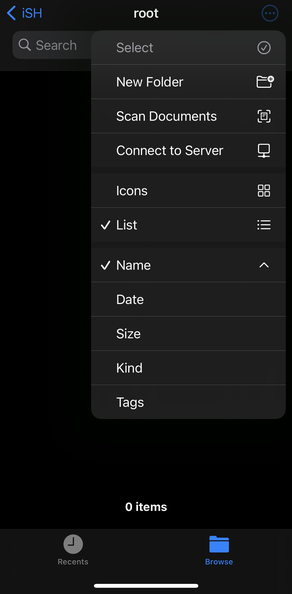 iSH
root
Search
Select
New Folder
Scan Documents
Connect to Server
Icons
List
Name
Date
Size
Kind
Tags
0 items
Recents
Browse